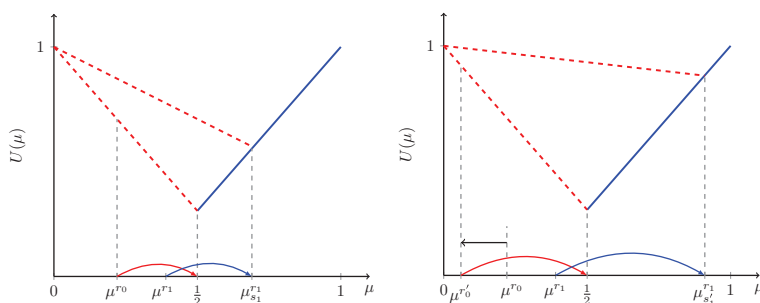 1
U(μ)
0
μ^{r_0}
μ^{r_1}
1/2
μ^{r_1}_{s_1}
1
μ
1
U(μ)
0
μ^{r_0'}
μ^{r_0}
μ^{r_1}
1/2
μ^{r_1}_{s_1'}
1
μ